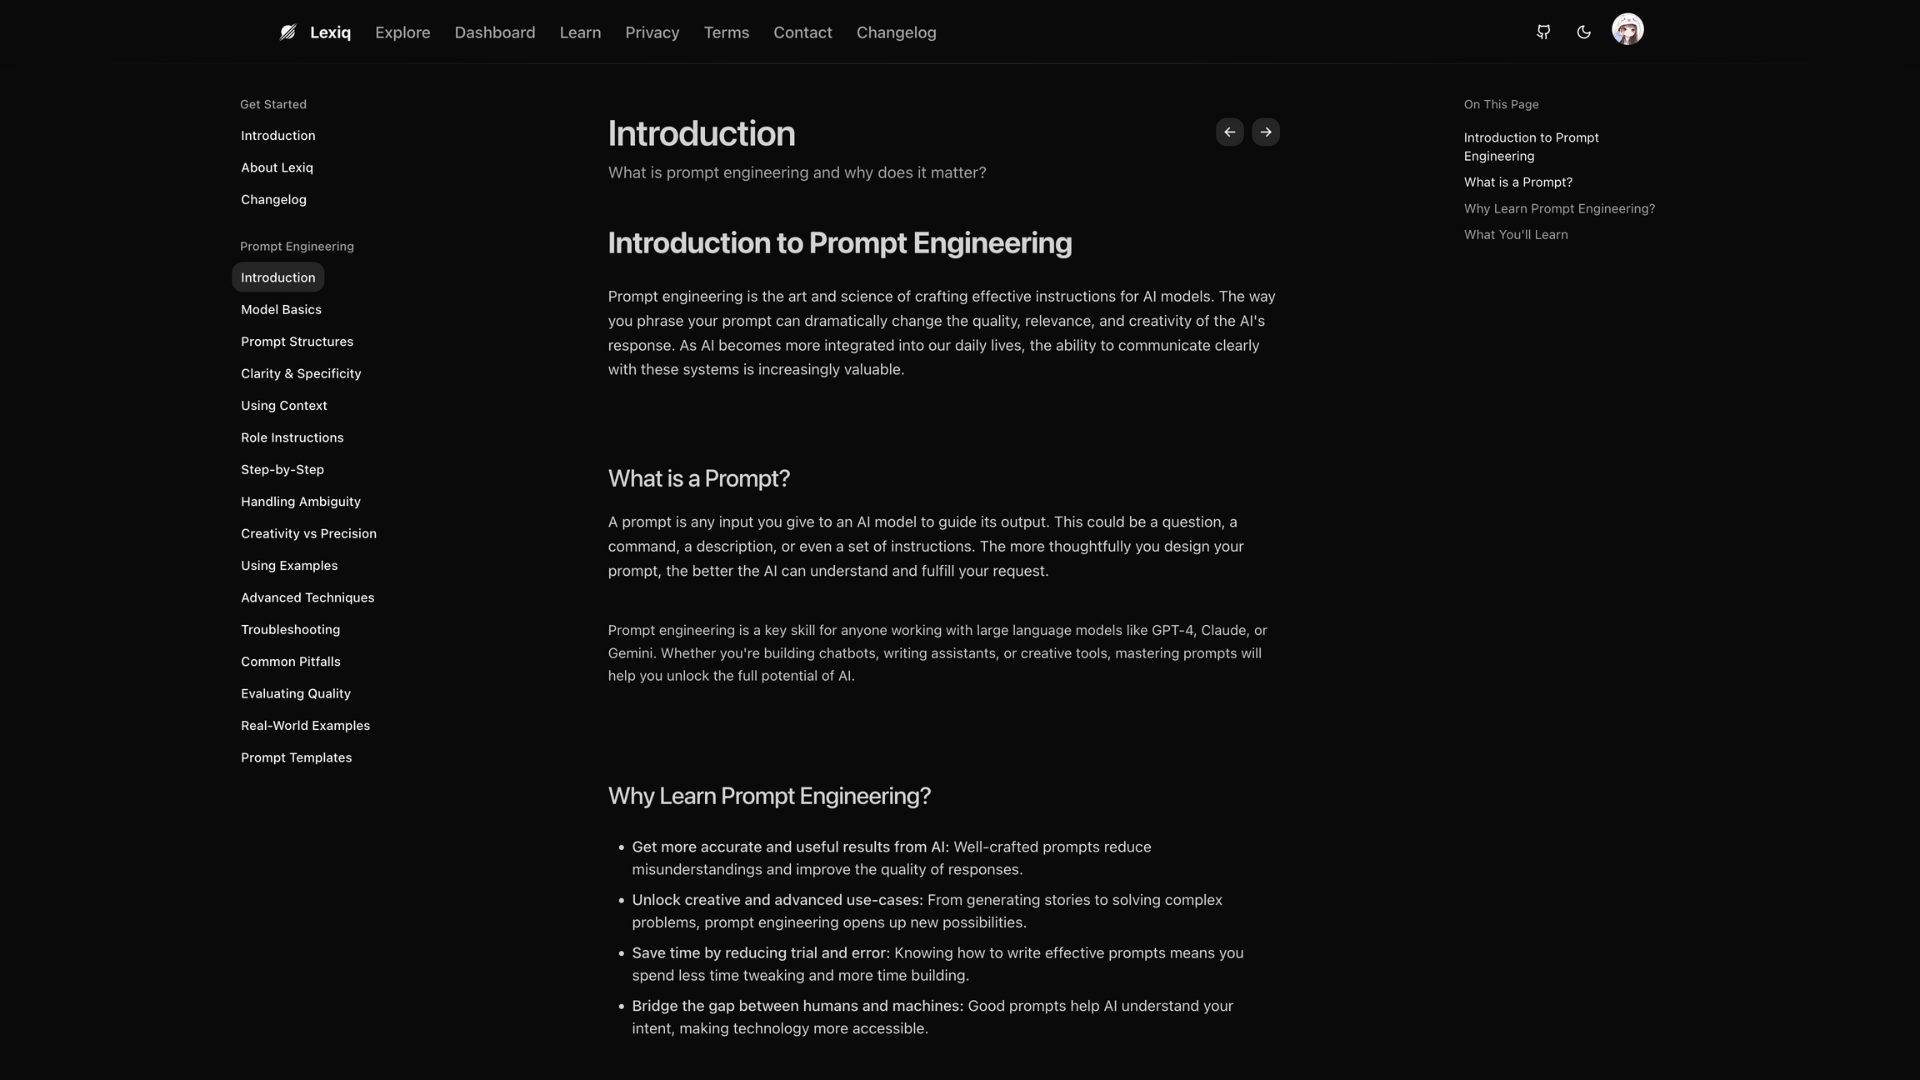 Lexiq
Explore
Dashboard
Learn
Privacy
Terms
Contact
Changelog
Get Started
Introduction
About Lexiq
Changelog
Prompt Engineering
Introduction
Model Basics
Prompt Structures
Clarity & Specificity
Using Context
Role Instructions
Step-by-Step
Handling Ambiguity
Creativity vs Precision
Using Examples
Advanced Techniques
Troubleshooting
Common Pitfalls
Evaluating Quality
Real-World Examples
Prompt Templates
Introduction
What is prompt engineering and why does it matter?
Introduction to Prompt Engineering
Prompt engineering is the art and science of crafting effective instructions for AI models. The way
you phrase your prompt can dramatically change the quality, relevance, and creativity of the AI's
response. As AI becomes more integrated into our daily lives, the ability to communicate clearly
with these systems is increasingly valuable.
What is a Prompt?
A prompt is any input you give to an AI model to guide its output. This could be a question, a
command, a description, or even a set of instructions. The more thoughtfully you design your
prompt, the better the AI can understand and fulfill your request.
Prompt engineering is a key skill for anyone working with large language models like GPT-4, Claude, or
Gemini. Whether you're building chatbots, writing assistants, or creative tools, mastering prompts will
help you unlock the full potential of AI.
Why Learn Prompt Engineering?
• Get more accurate and useful results from AI: Well-crafted prompts reduce
misunderstandings and improve the quality of responses.
• Unlock creative and advanced use-cases: From generating stories to solving complex
problems, prompt engineering opens up new possibilities.
• Save time by reducing trial and error: Knowing how to write effective prompts means you
spend less time tweaking and more time building.
• Bridge the gap between humans and machines: Good prompts help AI understand your
intent, making technology more accessible.
On This Page
Introduction to Prompt
Engineering
What is a Prompt?
Why Learn Prompt Engineering?
What You'll Learn